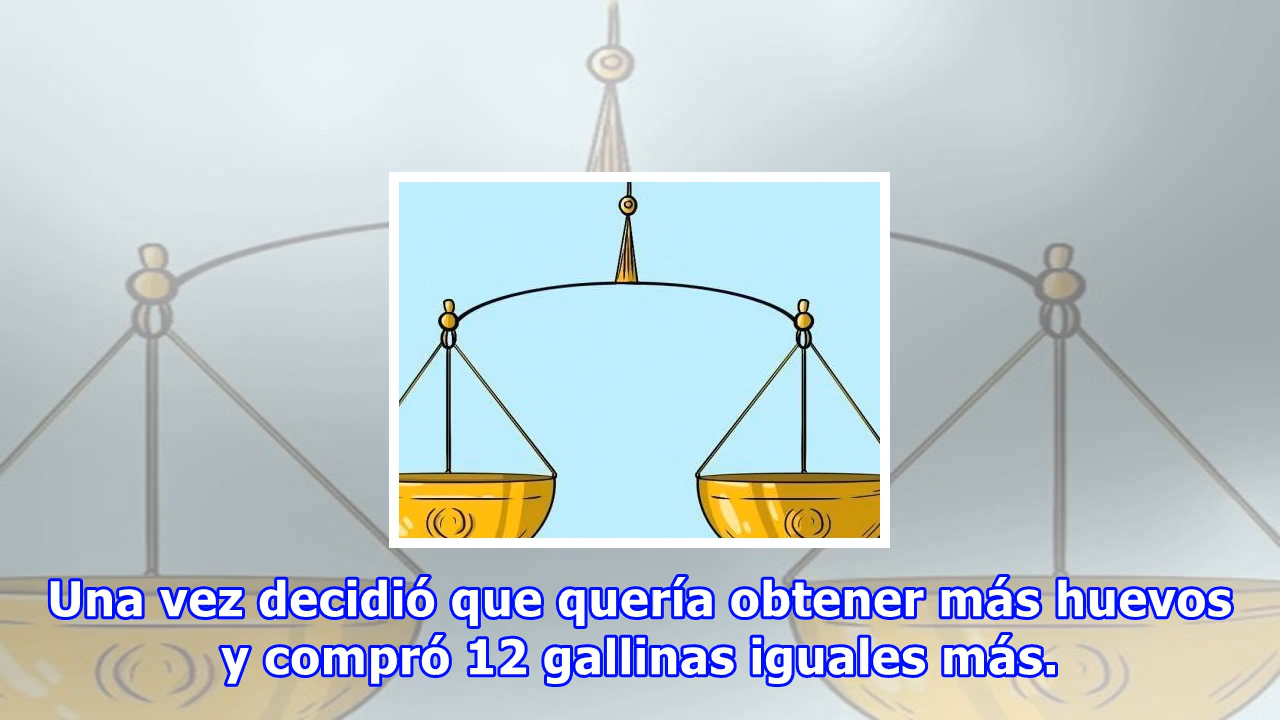 Una vez decidió que quería obtener más huevos
y compró 12 gallinas iguales más.